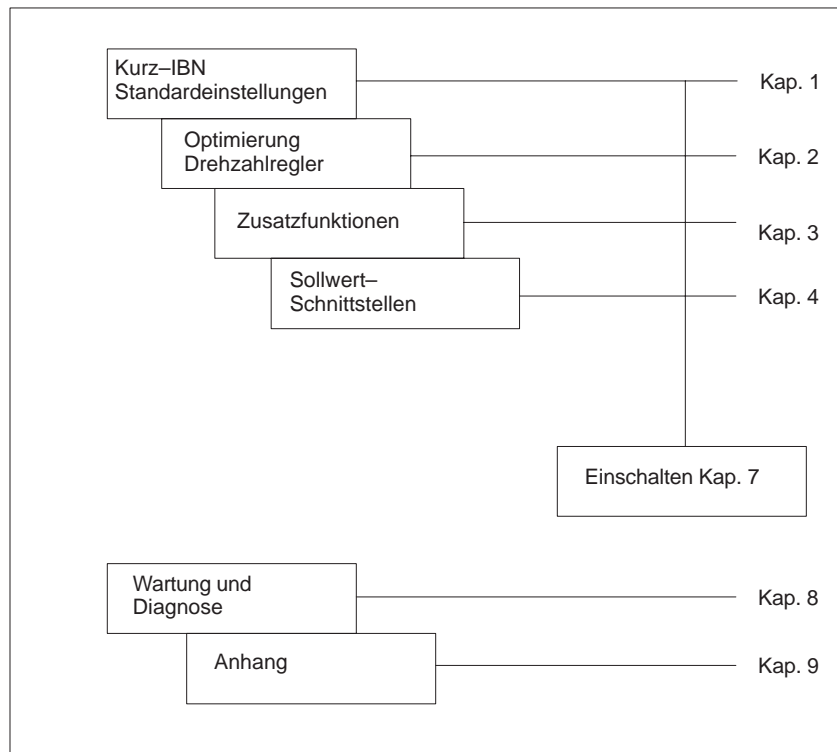 Kurz–IBN
Standardeinstellungen
Kap. 1
Optimierung
Drehzahlregler
Kap. 2
Zusatzfunktionen
Kap. 3
Sollwert–
Schnittstellen
Kap. 4
Einschalten Kap. 7
Wartung und
Diagnose
Kap. 8
Anhang
Kap. 9